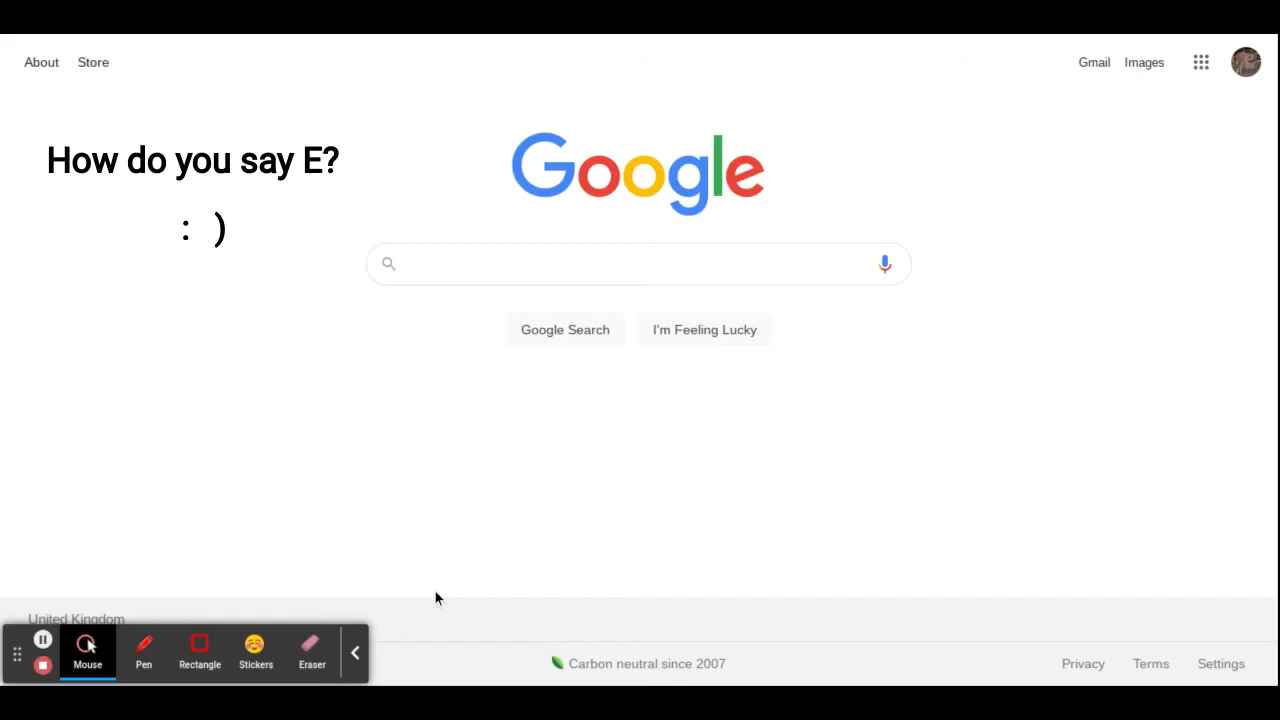 About Store
Gmail Images
How do you say E?
: )
Google
Google Search I'm Feeling Lucky
United Kingdom
Mouse Pen Rectangle Stickers Eraser
Carbon neutral since 2007
Privacy Terms Settings